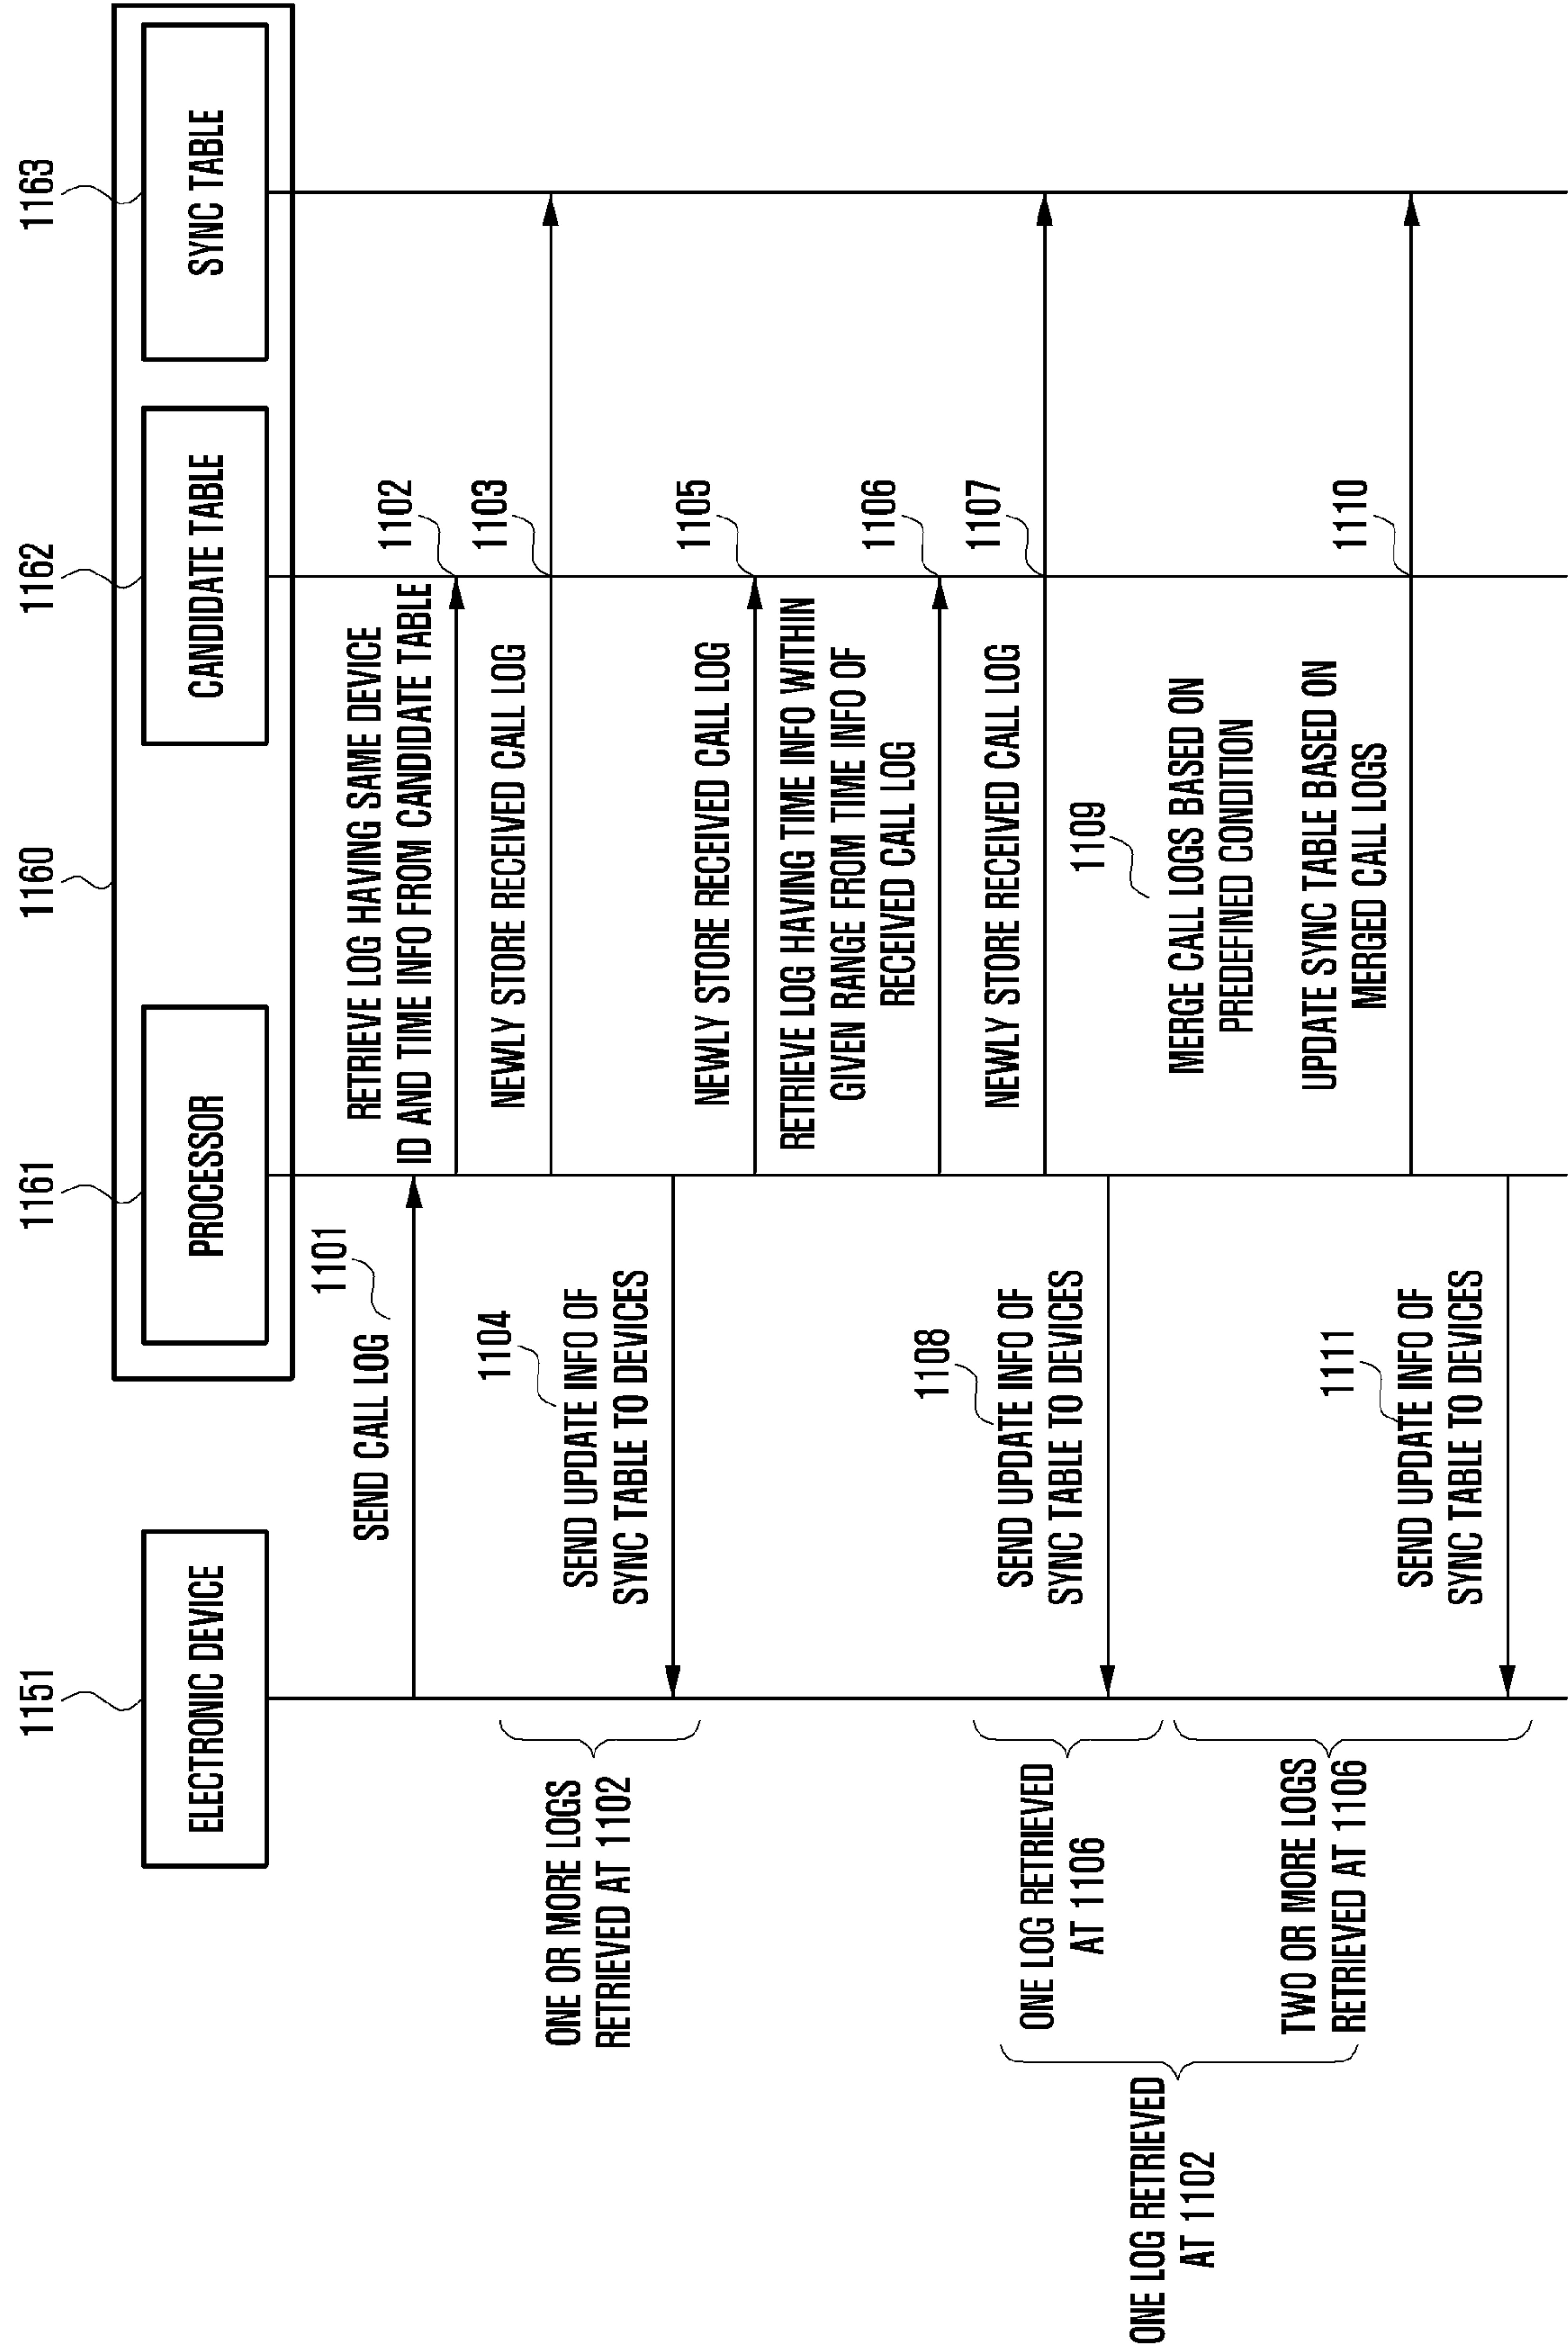 1151
1161
1160
1162
1163
ELECTRONIC DEVICE
PROCESSOR
CANDIDATE TABLE
SYNC TABLE
SEND CALL LOG
1101
RETRIEVE LOG HAVING SAME DEVICE
ID AND TIME INFO FROM CANDIDATE TABLE
1102
NEWLY STORE RECEIVED CALL LOG
1103
ONE OR MORE LOGS
RETRIEVED AT 1102
1104
SEND UPDATE INFO OF
SYNC TABLE TO DEVICES
NEWLY STORE RECEIVED CALL LOG
1105
RETRIEVE LOG HAVING TIME INFO WITHIN
GIVEN RANGE FROM TIME INFO OF
RECEIVED CALL LOG
1106
NEWLY STORE RECEIVED CALL LOG
1107
ONE LOG RETRIEVED
AT 1102
ONE LOG RETRIEVED
AT 1106
1108
SEND UPDATE INFO OF
SYNC TABLE TO DEVICES
1109
MERGE CALL LOGS BASED ON
PREDEFINED CONDITION
TWO OR MORE LOGS
RETRIEVED AT 1106
UPDATE SYNC TABLE BASED ON
MERGED CALL LOGS
1110
1111
SEND UPDATE INFO OF
SYNC TABLE TO DEVICES